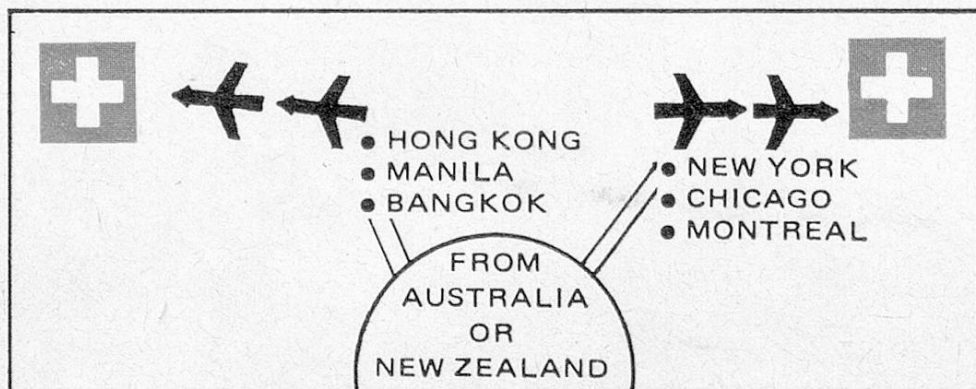 • HONG KONG
• MANILA
• BANGKOK
• NEW YORK
• CHICAGO
• MONTREAL
FROM
AUSTRALIA
OR
NEW ZEALAND